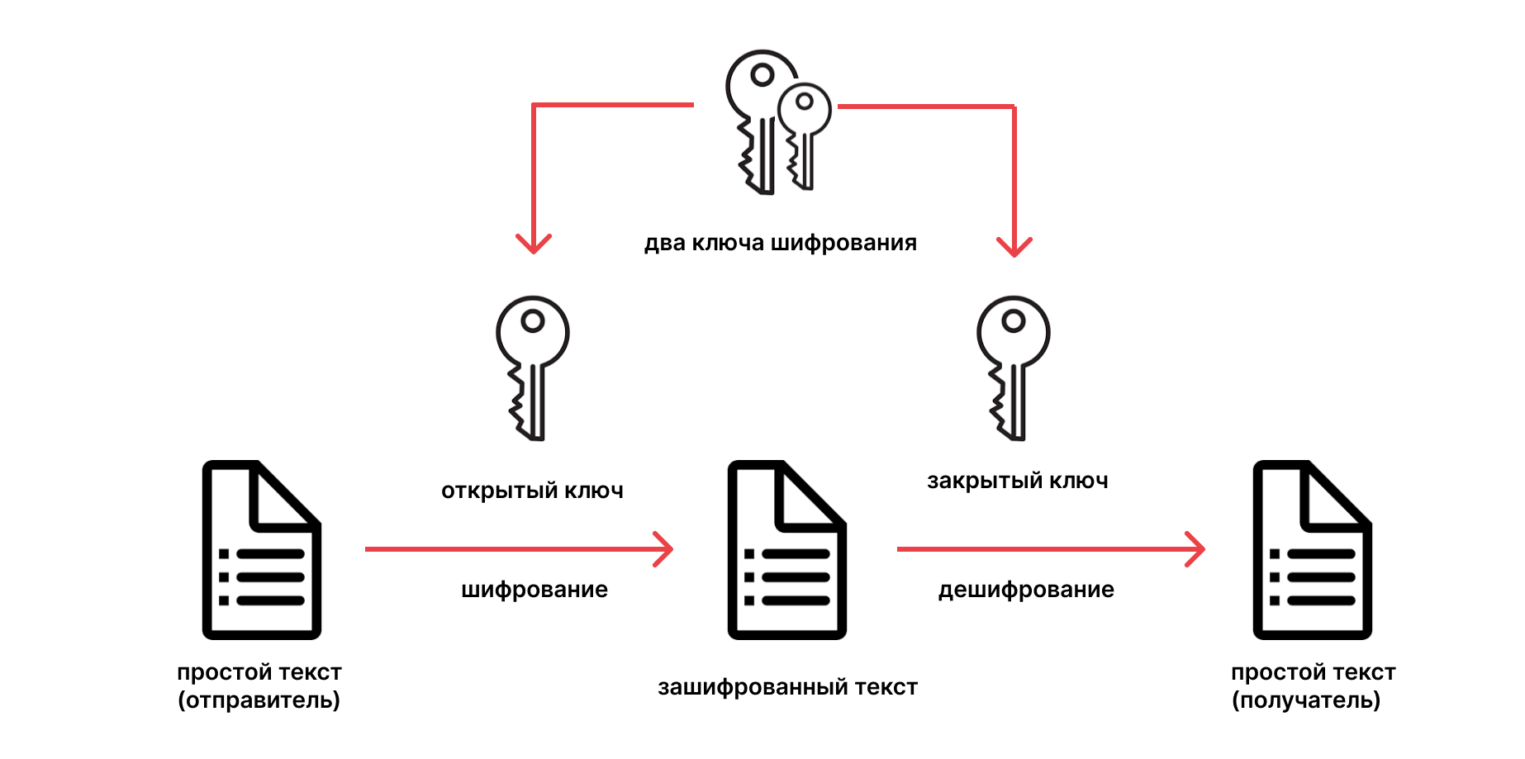 два ключа шифрования
открытый ключ
закрытый ключ
шифрование
дешифрование
простой текст
(отправитель)
зашифрованный текст
простой текст
(получатель)